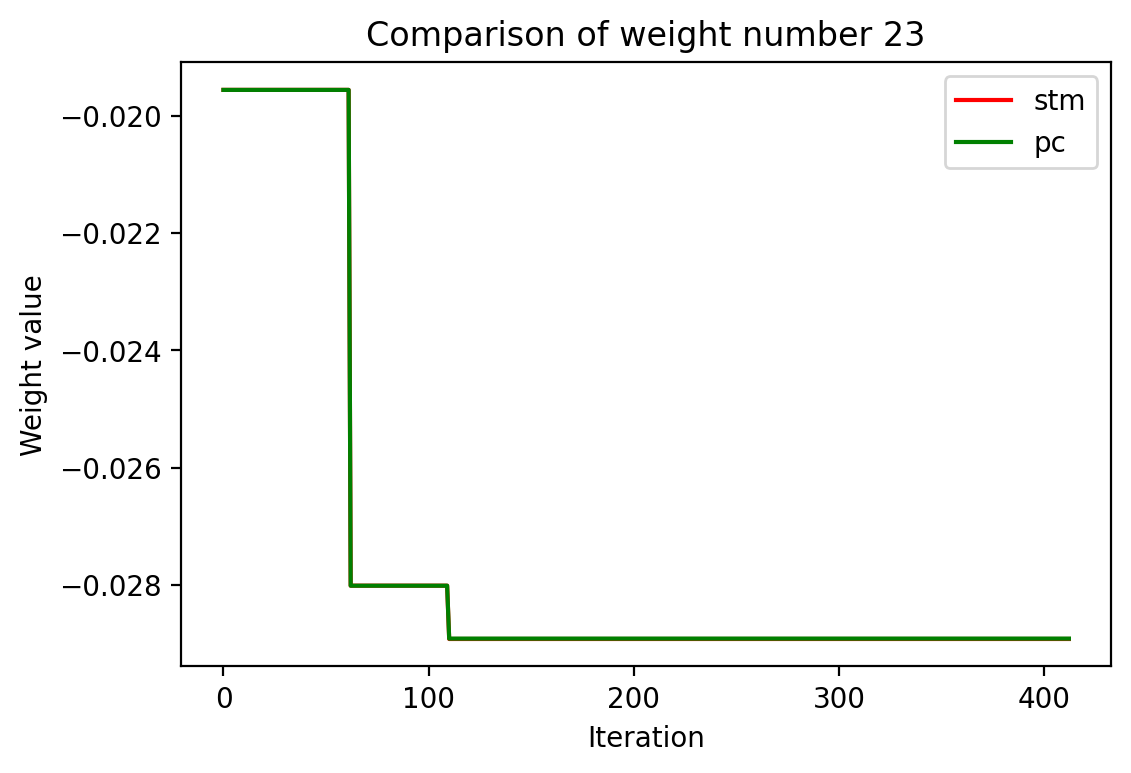 Comparison of weight number 23
stm
pc
Weight value
−0.020
−0.022
−0.024
−0.026
−0.028
0 100 200 300 400
Iteration